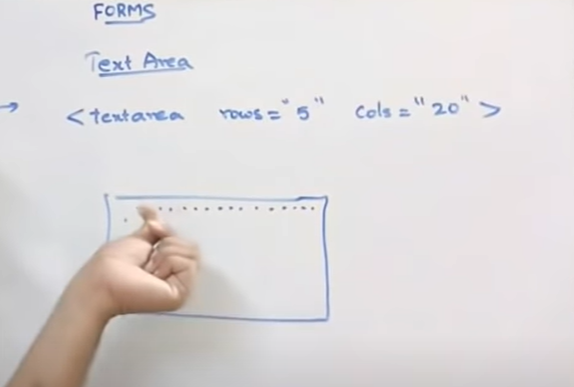 FORMS
Text Area
→ <textarea rows="5" cols="20">